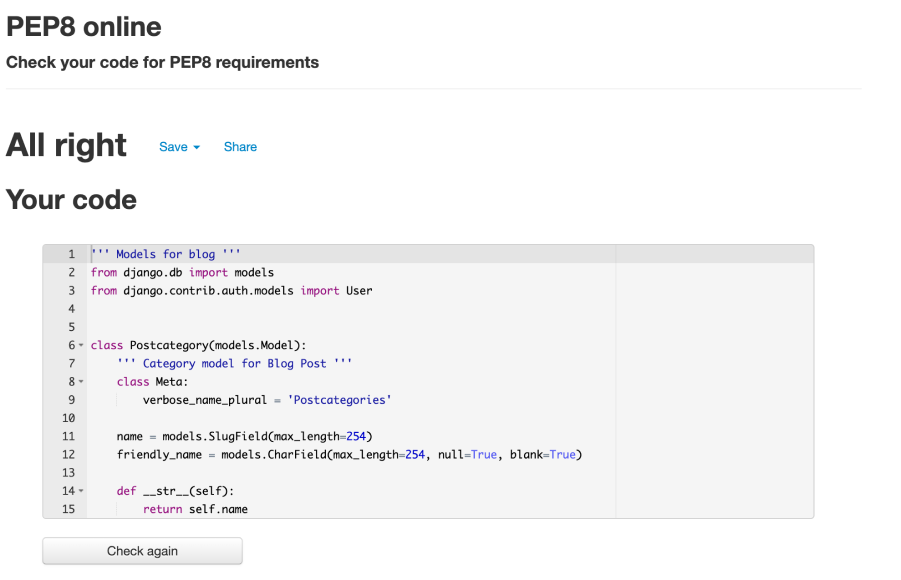 PEP8 online
Check your code for PEP8 requirements
All right Save Share
Your code
1 ''' Models for blog '''
2 from django.db import models
3 from django.contrib.auth.models import User
4
5
6 class Postcategory(models.Model):
7     ''' Category model for Blog Post '''
8     class Meta:
9         verbose_name_plural = 'Postcategories'
10
11     name = models.SlugField(max_length=254)
12     friendly_name = models.CharField(max_length=254, null=True, blank=True)
13
14     def __str__(self):
15         return self.name
Check again